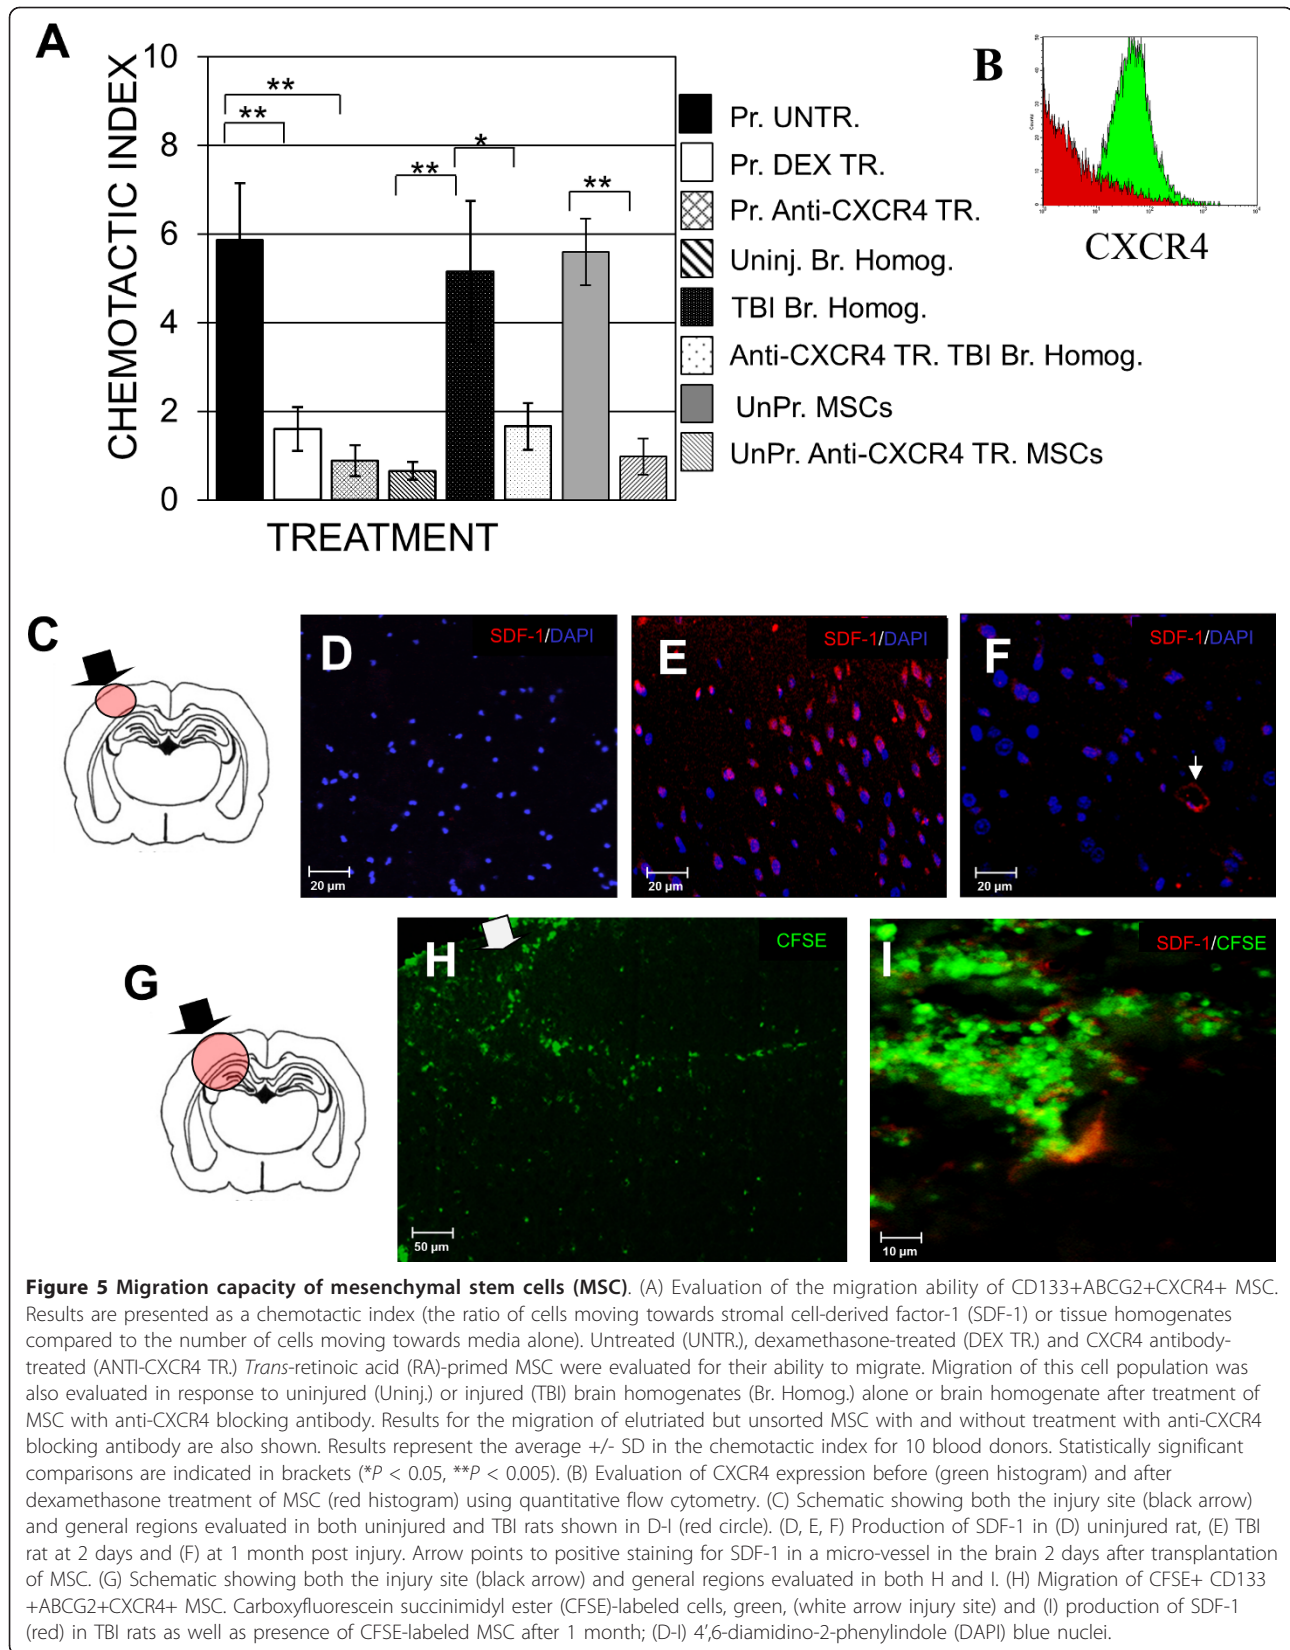 A
B
CHEMOTACTIC INDEX
10
8
6
4
2
0
** 
**
**
*
**
TREATMENT
Pr. UNTR.
Pr. DEX TR.
Pr. Anti-CXCR4 TR.
Uninj. Br. Homog.
TBI Br. Homog.
Anti-CXCR4 TR. TBI Br. Homog.
UnPr. MSCs
UnPr. Anti-CXCR4 TR. MSCs
Counts
CXCR4
C
D
SDF-1/DAPI
20 µm
E
SDF-1/DAPI
20 µm
F
SDF-1/DAPI
20 µm
G
H
CFSE
50 µm
I
SDF-1/CFSE
10 µm
Figure 5 Migration capacity of mesenchymal stem cells (MSC). (A) Evaluation of the migration ability of CD133+ABCG2+CXCR4+ MSC.
Results are presented as a chemotactic index (the ratio of cells moving towards stromal cell-derived factor-1 (SDF-1) or tissue homogenates
compared to the number of cells moving towards media alone). Untreated (UNTR.), dexamethasone-treated (DEX TR.) and CXCR4 antibody-
treated (ANTI-CXCR4 TR.) Trans-retinoic acid (RA)-primed MSC were evaluated for their ability to migrate. Migration of this cell population was
also evaluated in response to uninjured (Uninj.) or injured (TBI) brain homogenates (Br. Homog.) alone or brain homogenate after treatment of
MSC with anti-CXCR4 blocking antibody. Results for the migration of elutriated but unsorted MSC with and without treatment with anti-CXCR4
blocking antibody are also shown. Results represent the average +/- SD in the chemotactic index for 10 blood donors. Statistically significant
comparisons are indicated in brackets (*P < 0.05, **P < 0.005). (B) Evaluation of CXCR4 expression before (green histogram) and after
dexamethasone treatment of MSC (red histogram) using quantitative flow cytometry. (C) Schematic showing both the injury site (black arrow)
and general regions evaluated in both uninjured and TBI rats shown in D-I (red circle). (D, E, F) Production of SDF-1 in (D) uninjured rat, (E) TBI
rat at 2 days and (F) at 1 month post injury. Arrow points to positive staining for SDF-1 in a micro-vessel in the brain 2 days after transplantation
of MSC. (G) Schematic showing both the injury site (black arrow) and general regions evaluated in both H and I. (H) Migration of CFSE+ CD133
+ABCG2+CXCR4+ MSC. Carboxyfluorescein succinimidyl ester (CFSE)-labeled cells, green, (white arrow injury site) and (I) production of SDF-1
(red) in TBI rats as well as presence of CFSE-labeled MSC after 1 month; (D-I) 4',6-diamidino-2-phenylindole (DAPI) blue nuclei.